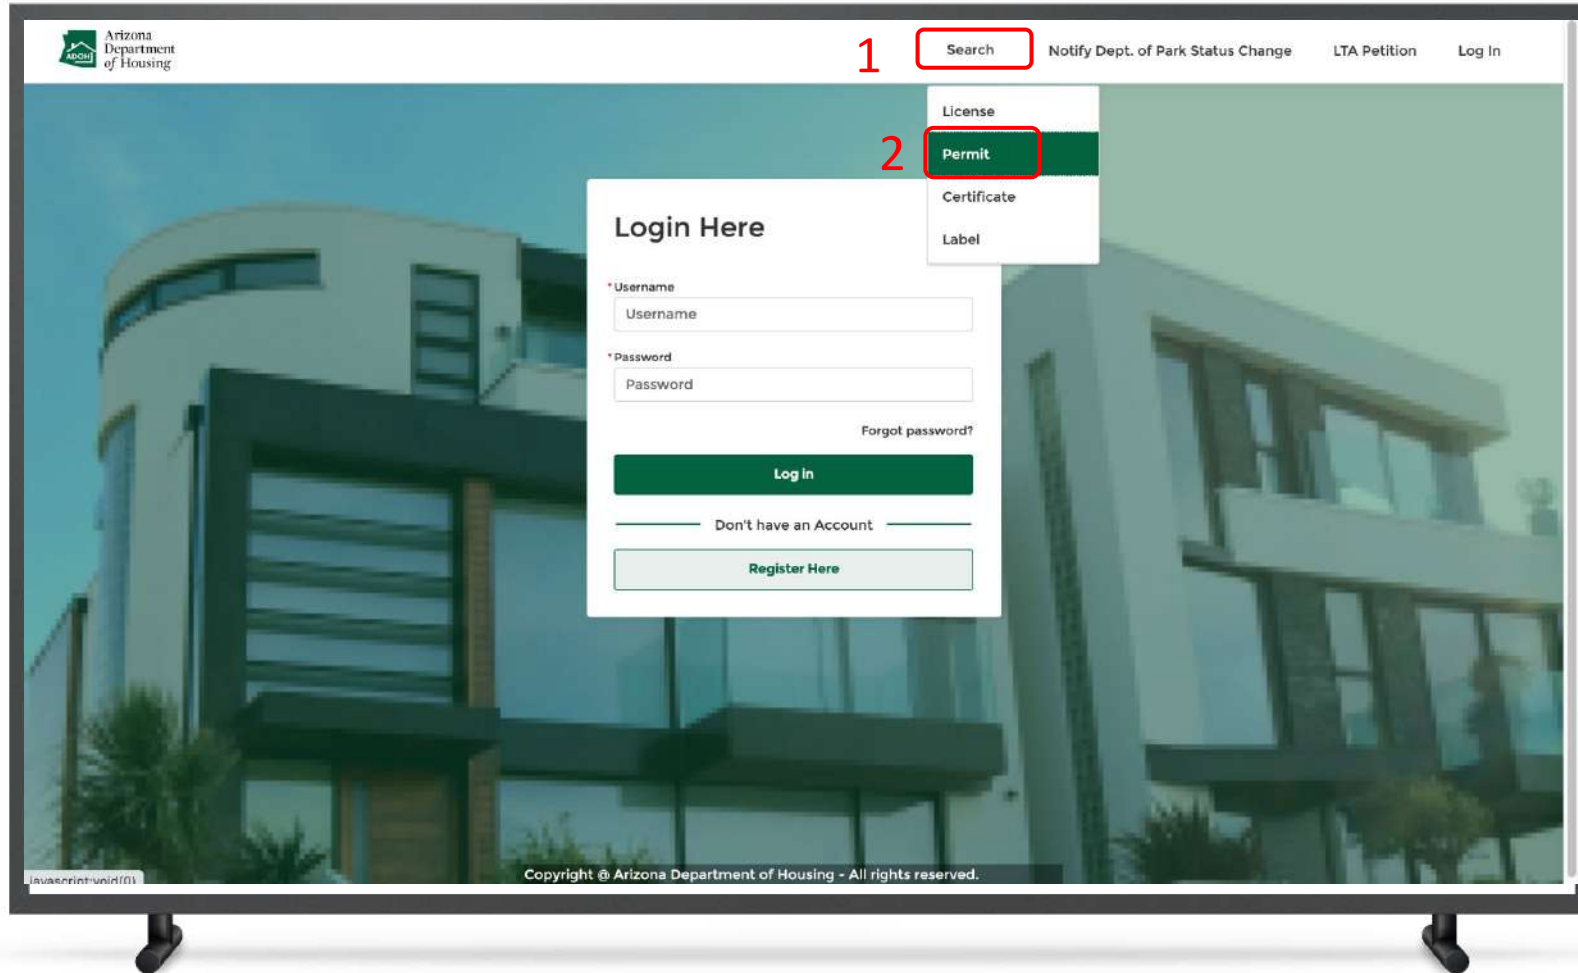 Arizona
Department
of Housing
ADOH
1
Search
Notify Dept. of Park Status Change
LTA Petition
Log In
License
2
Permit
Certificate
Label
Login Here
*Username
Username
*Password
Password
Forgot password?
Log in
Don't have an Account
Register Here
Copyright @ Arizona Department of Housing - All rights reserved.
javascript:void(0)